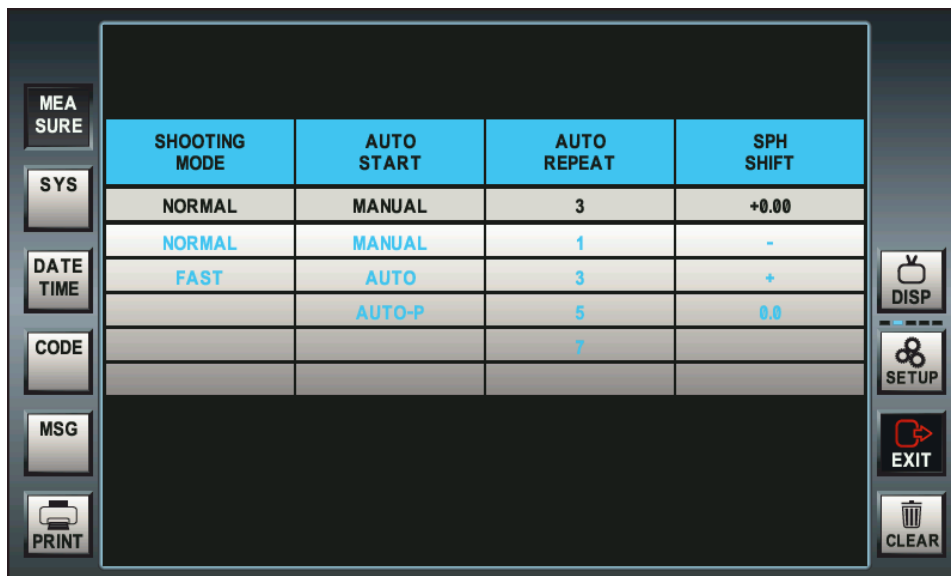 MEA
SURE
SYS
DATE
TIME
CODE
MSG
PRINT
SHOOTING
MODE
AUTO
START
AUTO
REPEAT
SPH
SHIFT
NORMAL MANUAL 3 +0.00
NORMAL MANUAL 1 -
FAST AUTO 3 +
AUTO-P 5 0.0
7
DISP
SETUP
EXIT
CLEAR